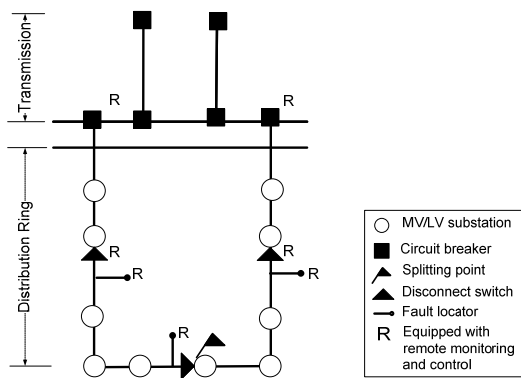 Transmission
R
R
Distribution Ring
R
R
R
R
R
MV/LV substation
Circuit breaker
Splitting point
Disconnect switch
Fault locator
R
Equipped with
remote monitoring
and control